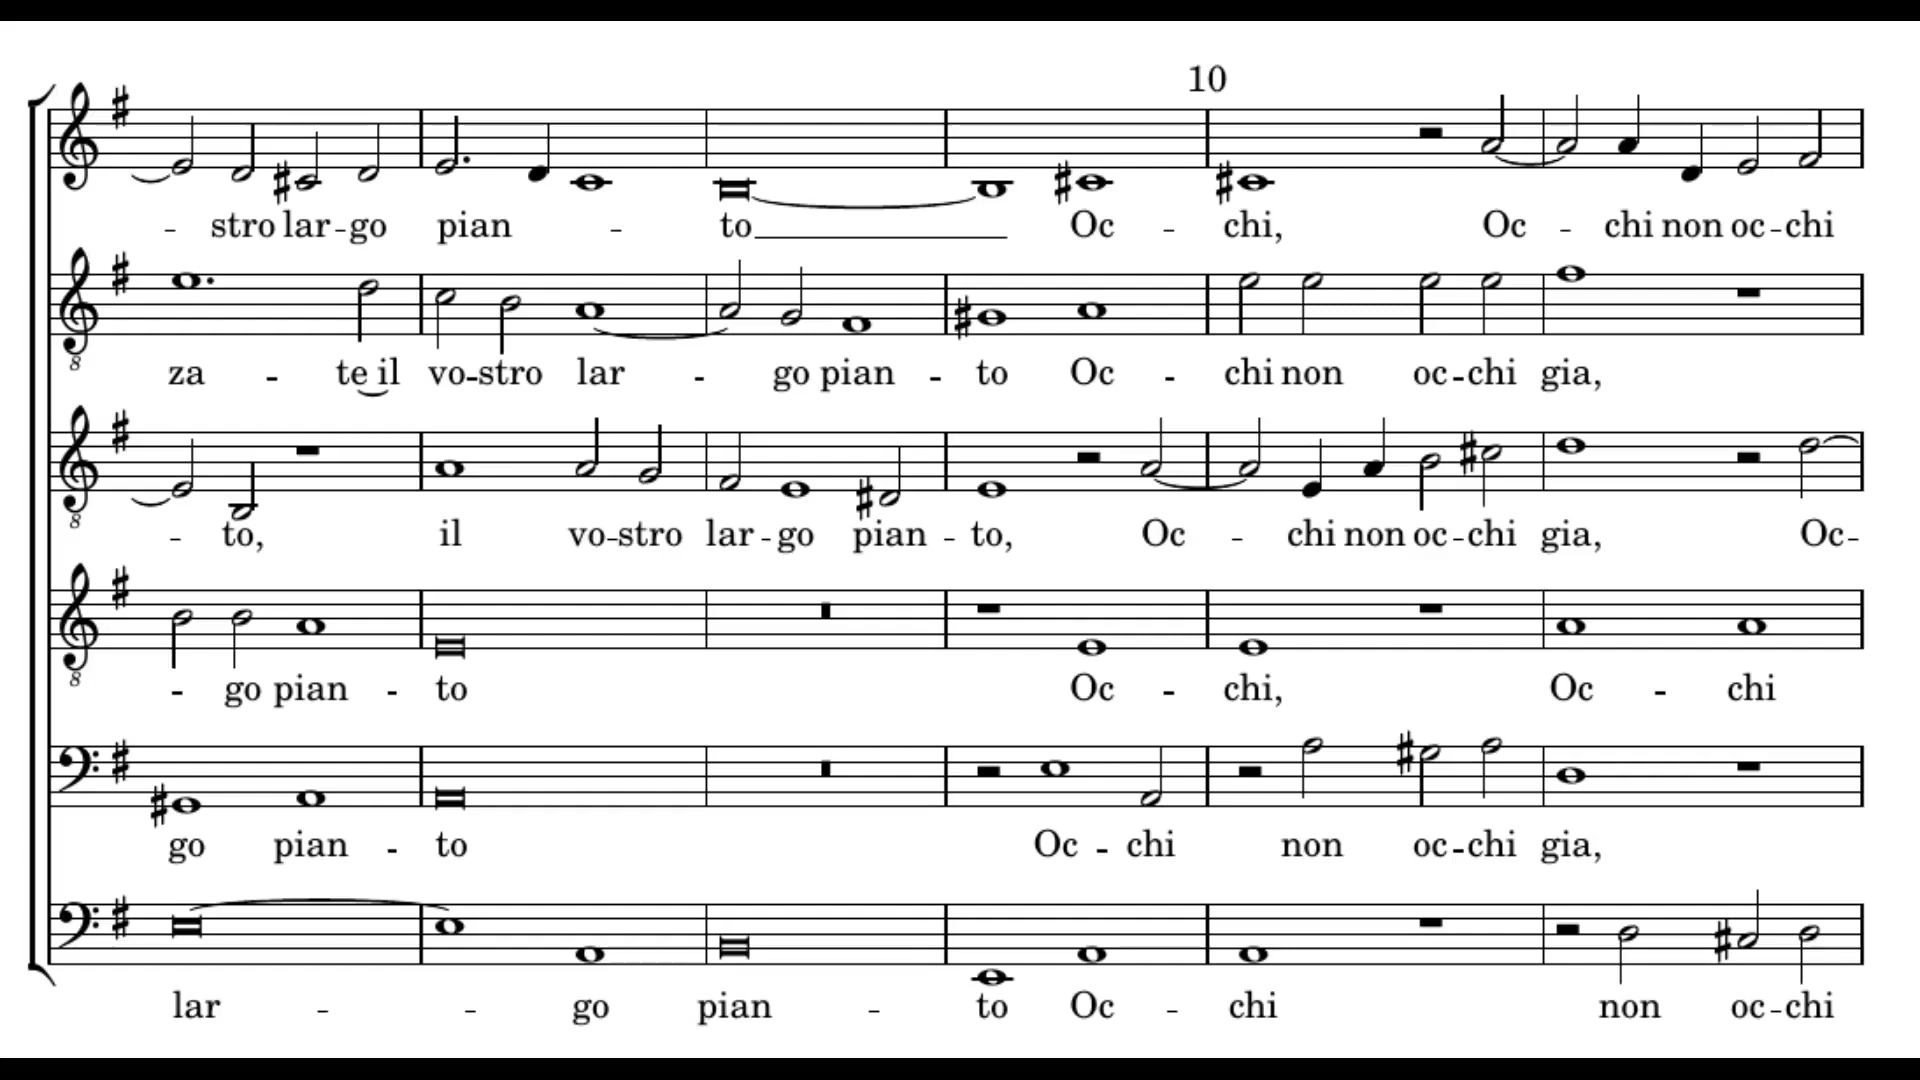 10
- stro lar - go pian - to Oc - chi, Oc - chi non oc - chi
za - te il vo - stro lar - go pian - to Oc - chi non oc - chi gia,
- to, il vo - stro lar - go pian - to, Oc - chi non oc - chi gia, Oc -
- go pian - to Oc - chi, Oc - chi
go pian - to Oc - chi non oc - chi gia,
lar - - go pian - to Oc - chi non oc - chi